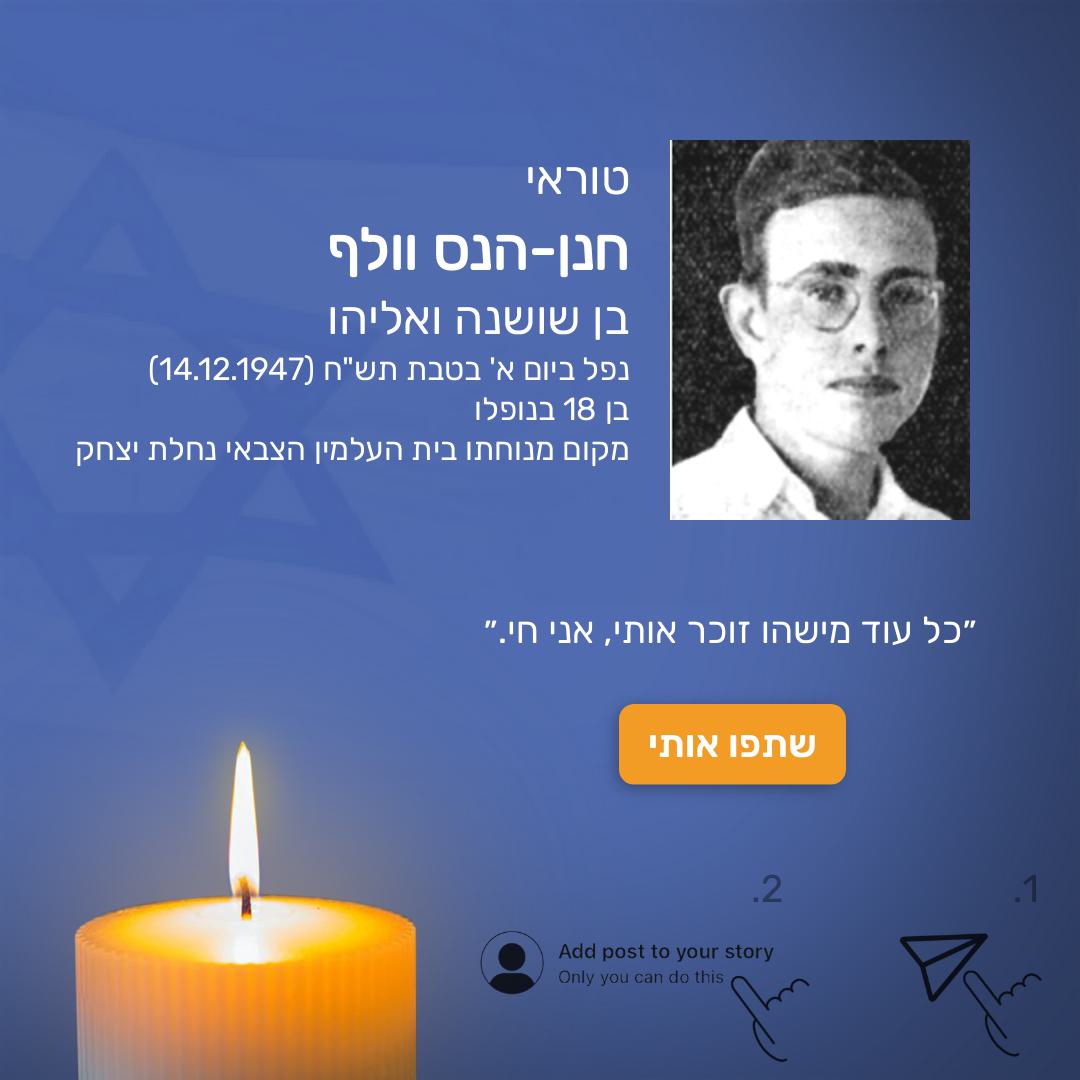 טוראי
חנן-הנס וולף
בן שושנה ואליהו
נפל ביום א' בטבת תש"ח (14.12.1947)
בן 18 בנופלו
מקום מנוחתו בית העלמין הצבאי נחלת יצחק
״כל עוד מישהו זוכר אותי, אני חי.״
שתפו אותי
.1
.2
Add post to your story
Only you can do this